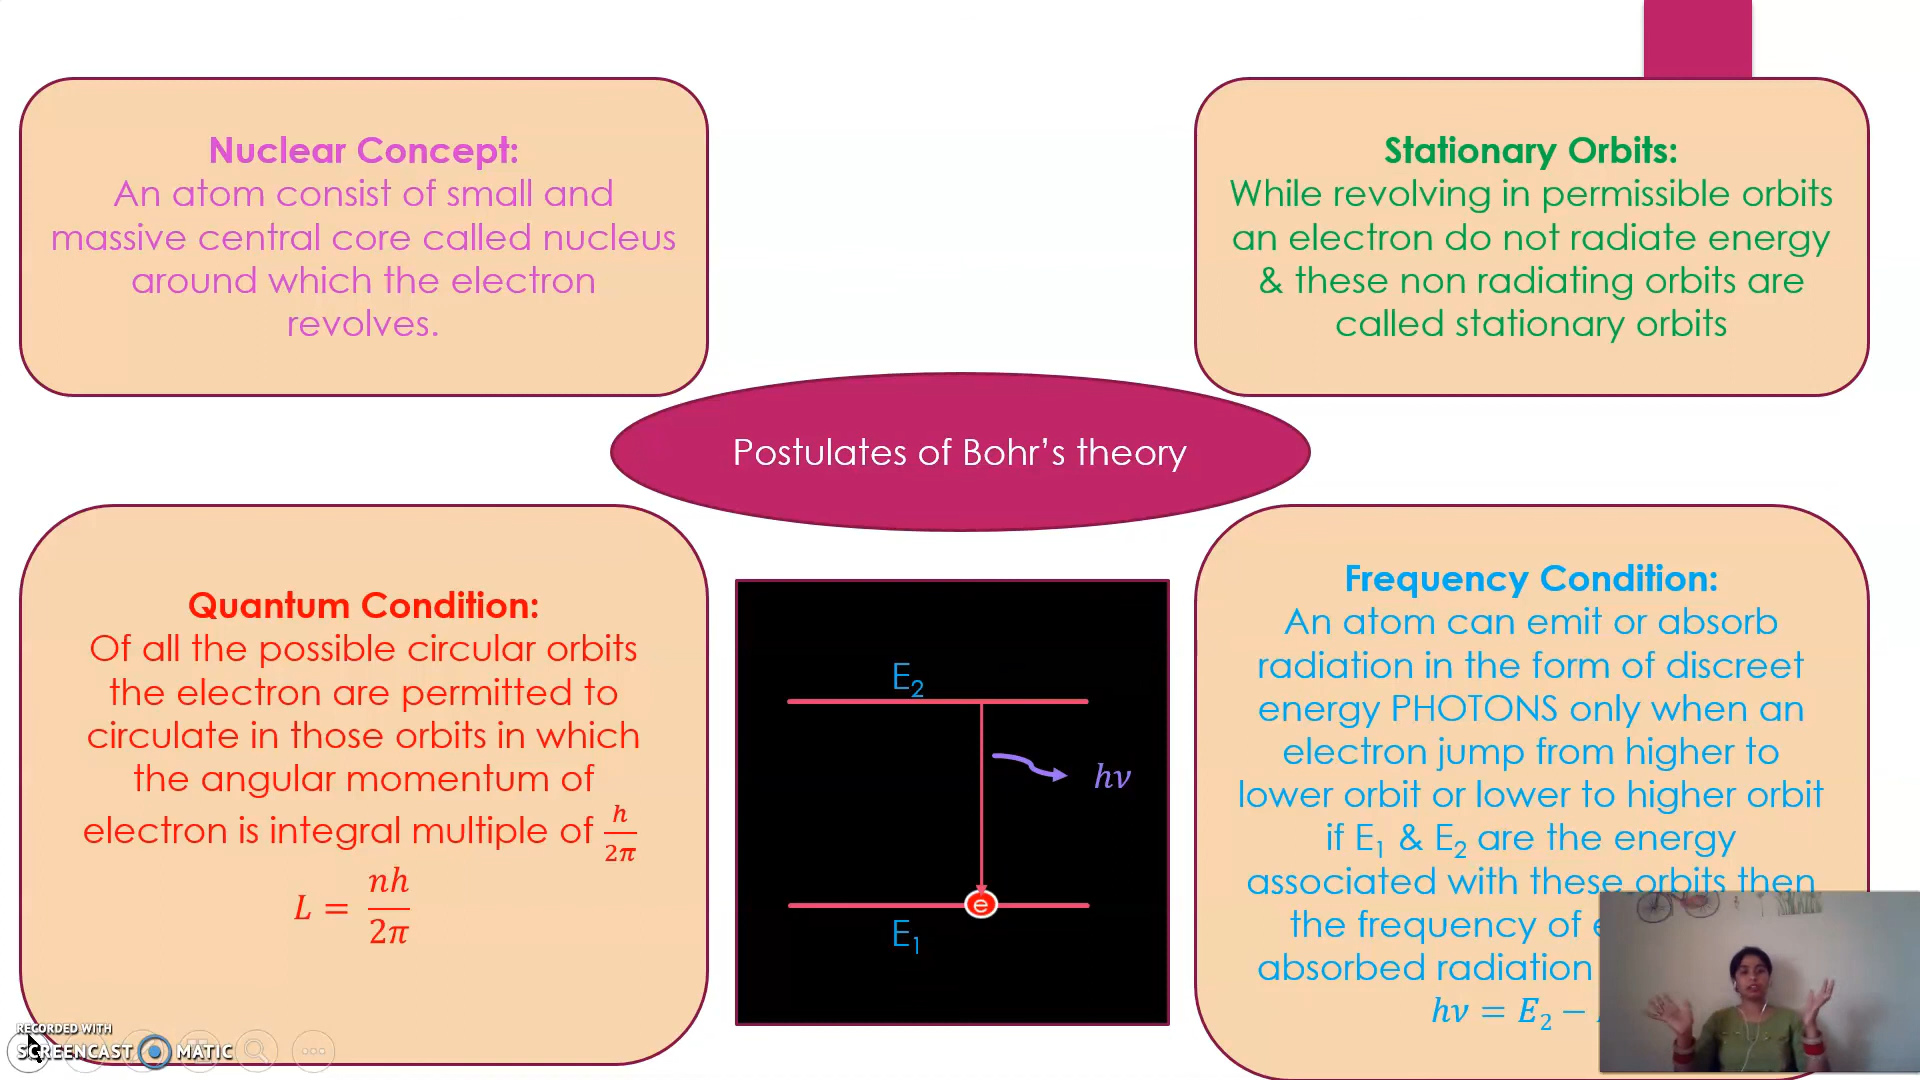 Nuclear Concept:
An atom consist of small and
massive central core called nucleus
around which the electron
revolves.
Stationary Orbits:
While revolving in permissible orbits
an electron do not radiate energy
& these non radiating orbits are
called stationary orbits
Postulates of Bohr's theory
Quantum Condition:
Of all the possible circular orbits
the electron are permitted to
circulate in those orbits in which
the angular momentum of
electron is integral multiple of h/2π
L = nh/2π
E₂
hν
e
E₁
Frequency Condition:
An atom can emit or absorb
radiation in the form of discreet
energy PHOTONS only when an
electron jump from higher to
lower orbit or lower to higher orbit
if E₁ & E₂ are the energy
associated with these orbits then
the frequency of
absorbed radiation
hν = E₂ −
RECORDED WITH
SCREENCAST MATIC